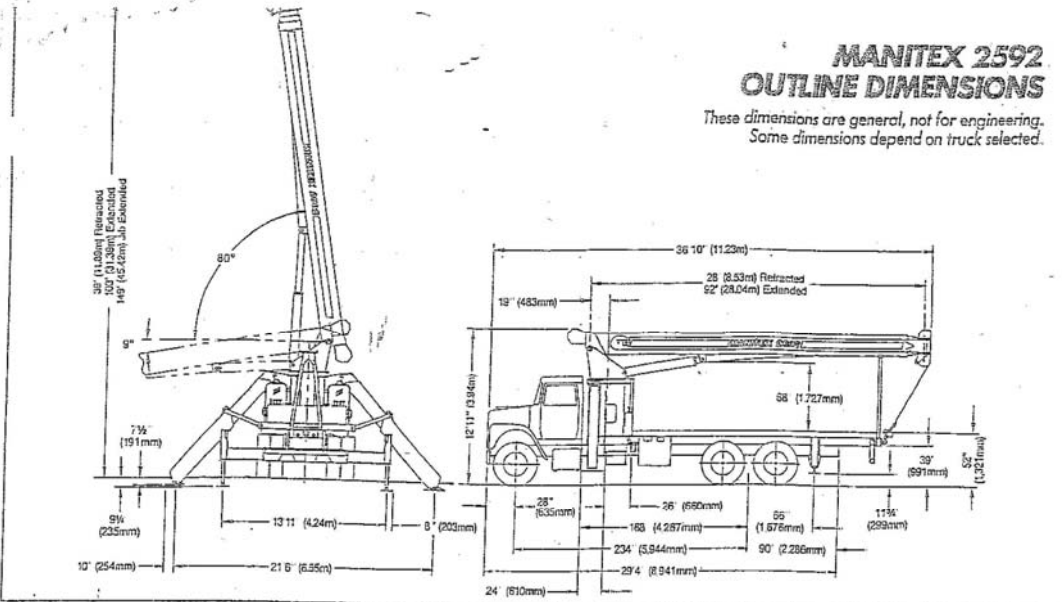 MANITEX 2592
OUTLINE DIMENSIONS
These dimensions are general, not for engineering.
Some dimensions depend on truck selected.
39' (11.89m) Retracted
103' (31.39m) Extended
149' (45.42m) Jib Extended
80°
36'10" (11.23m)
28 (8.53m) Retracted
92' (28.04m) Extended
19" (483mm)
12'11" (3.94m)
68 (1.727mm)
7½"
(191mm)
9¼
(235mm)
13'11 (4.24m)
8" (203mm)
10" (254mm)
21'6" (6.55m)
(635mm)
26" (660mm)
168 (4.267mm)
66"
(1,676mm)
234" (5,944mm)
90" (2.286mm)
29'4" (8,941mm)
24" (610mm)
39"
(991mm)
52"
(1,321mm)
11¾"
(299mm)